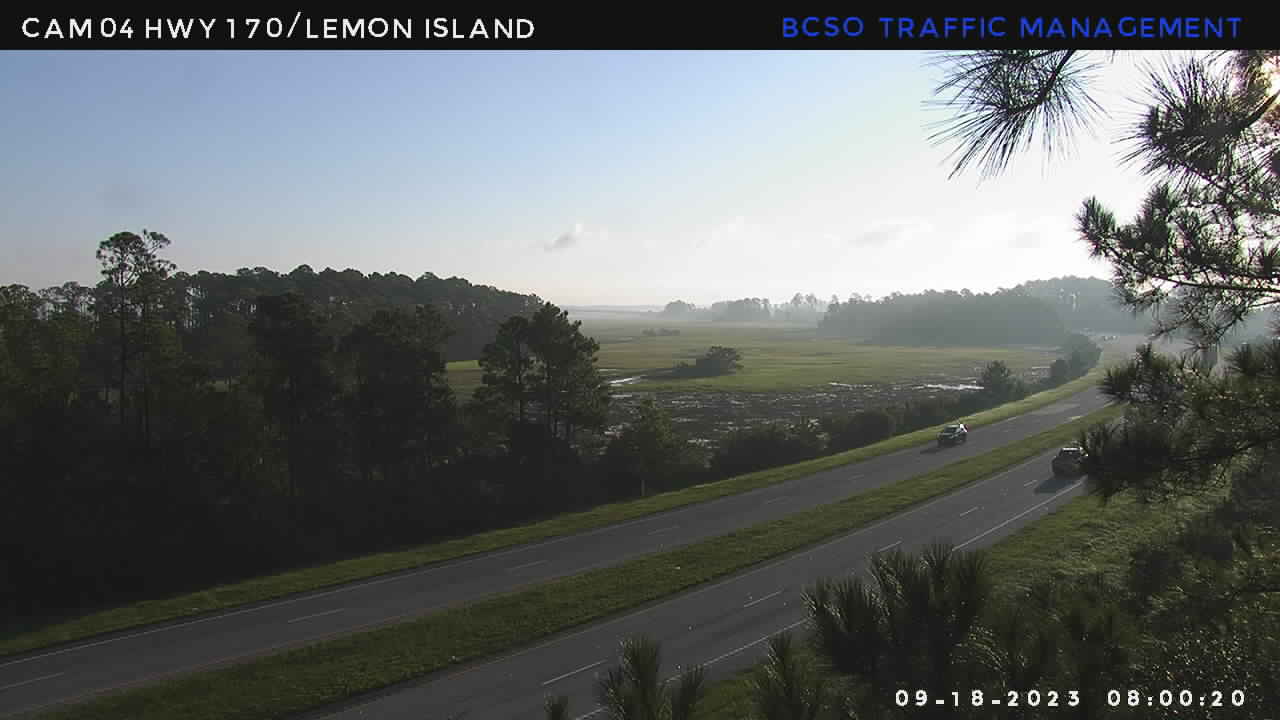 CAM04 HWY 170/LEMON ISLAND
BCSO TRAFFIC MANAGEMENT
09-18-2023 08:00:20